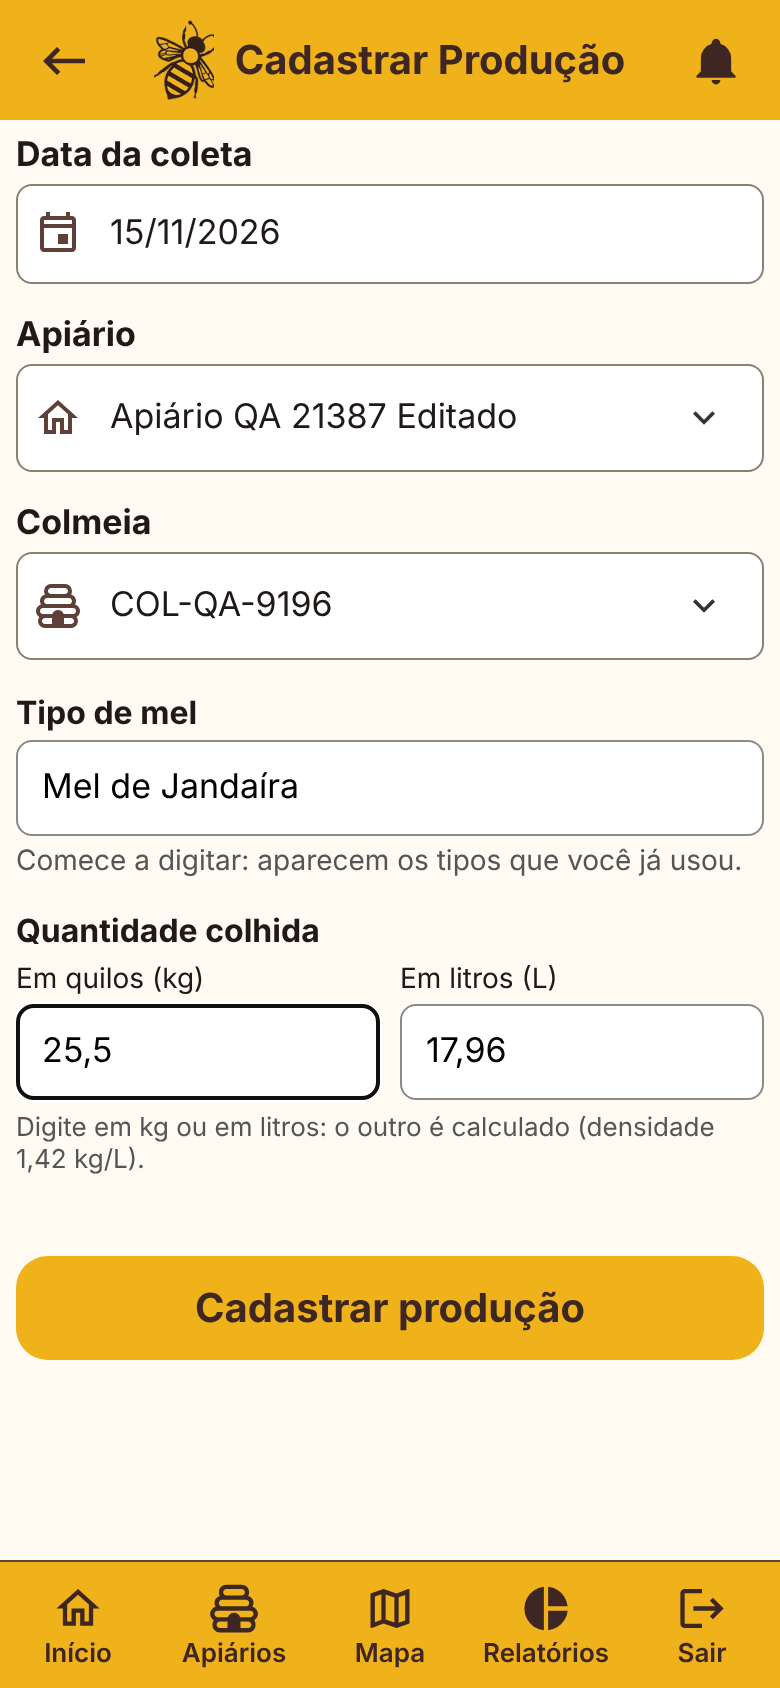 Cadastrar Produção
Data da coleta
15/11/2026
Apiário
Apiário QA 21387 Editado
Colmeia
COL-QA-9196
Tipo de mel
Mel de Jandaíra
Comece a digitar: aparecem os tipos que você já usou.
Quantidade colhida
Em quilos (kg)
Em litros (L)
25,5
17,96
Digite em kg ou em litros: o outro é calculado (densidade
1,42 kg/L).
Cadastrar produção
Início
Apiários
Mapa
Relatórios
Sair